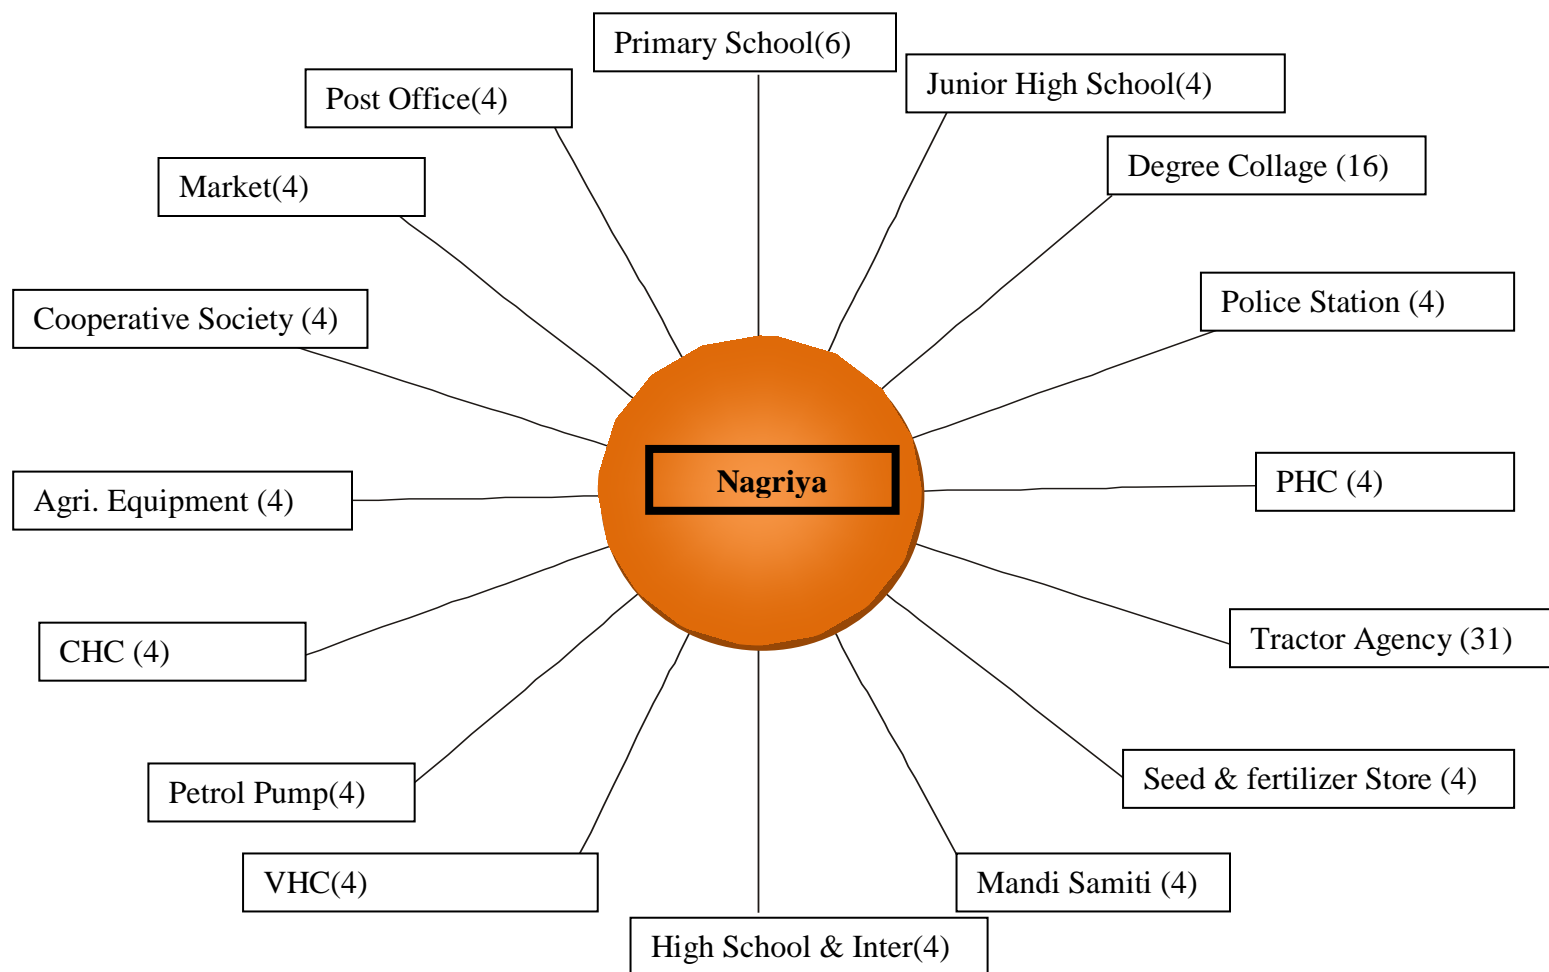 Primary School(6)
Post Office(4)
Junior High School(4)
Market(4)
Degree Collage (16)
Cooperative Society (4)
Police Station (4)
Agri. Equipment (4)
Nagriya
PHC (4)
CHC (4)
Tractor Agency (31)
Petrol Pump(4)
Seed & fertilizer Store (4)
VHC(4)
Mandi Samiti (4)
High School & Inter(4)